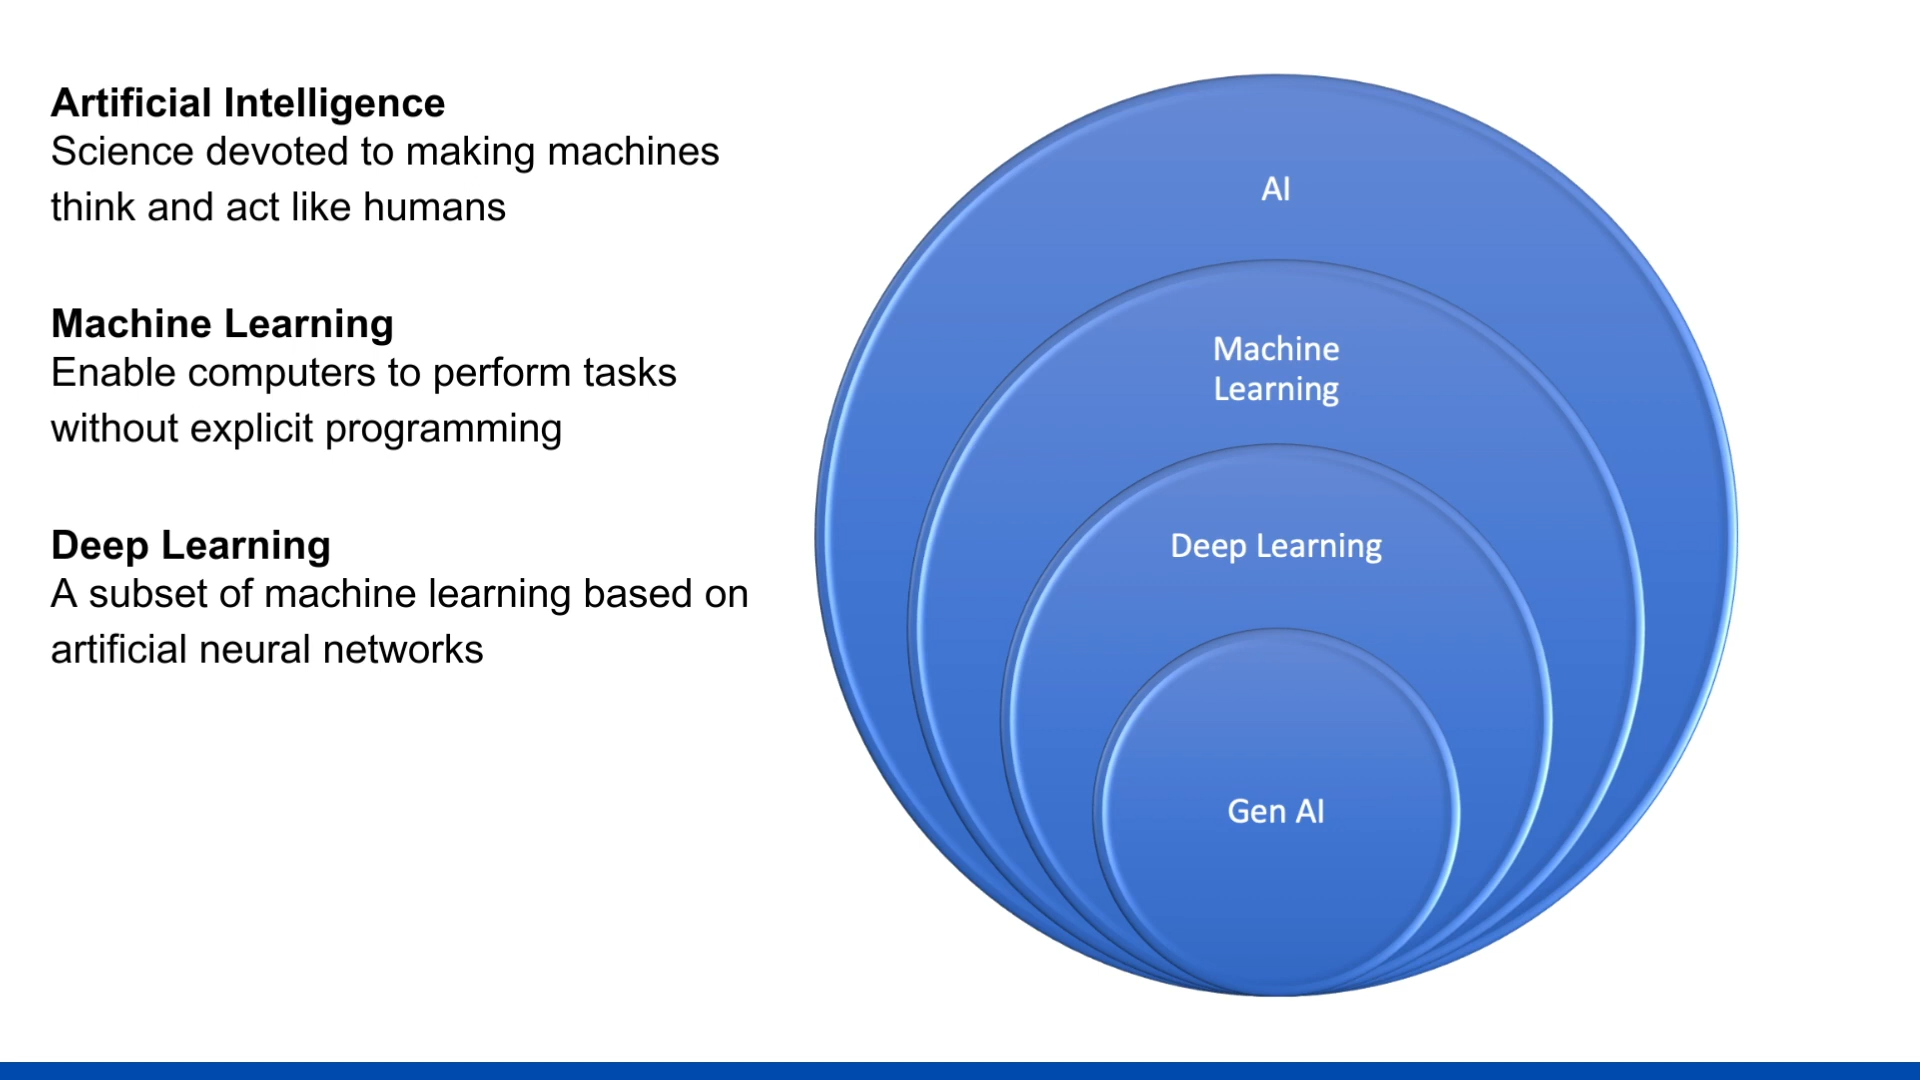 Artificial Intelligence
Science devoted to making machines
think and act like humans
Machine Learning
Enable computers to perform tasks
without explicit programming
Deep Learning
A subset of machine learning based on
artificial neural networks
AI
Machine
Learning
Deep Learning
Gen AI